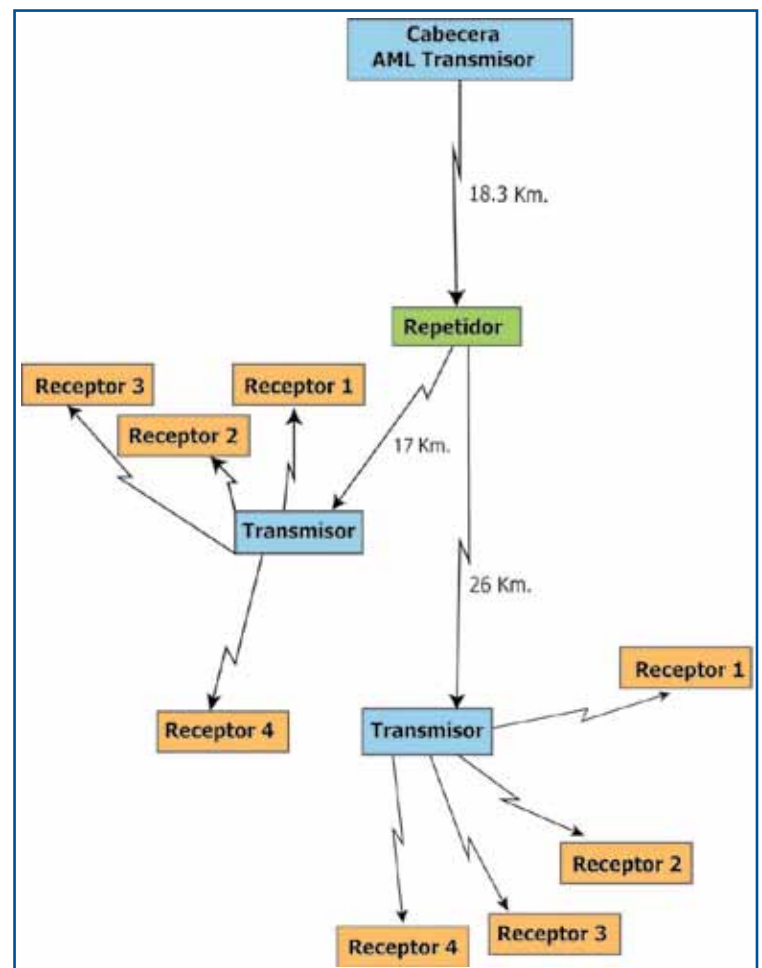 Cabecera
AML Transmisor
18.3 Km.
Repetidor
Receptor 3
Receptor 1
Receptor 2
17 Km.
Transmisor
26 Km.
Receptor 1
Receptor 4
Transmisor
Receptor 2
Receptor 3
Receptor 4